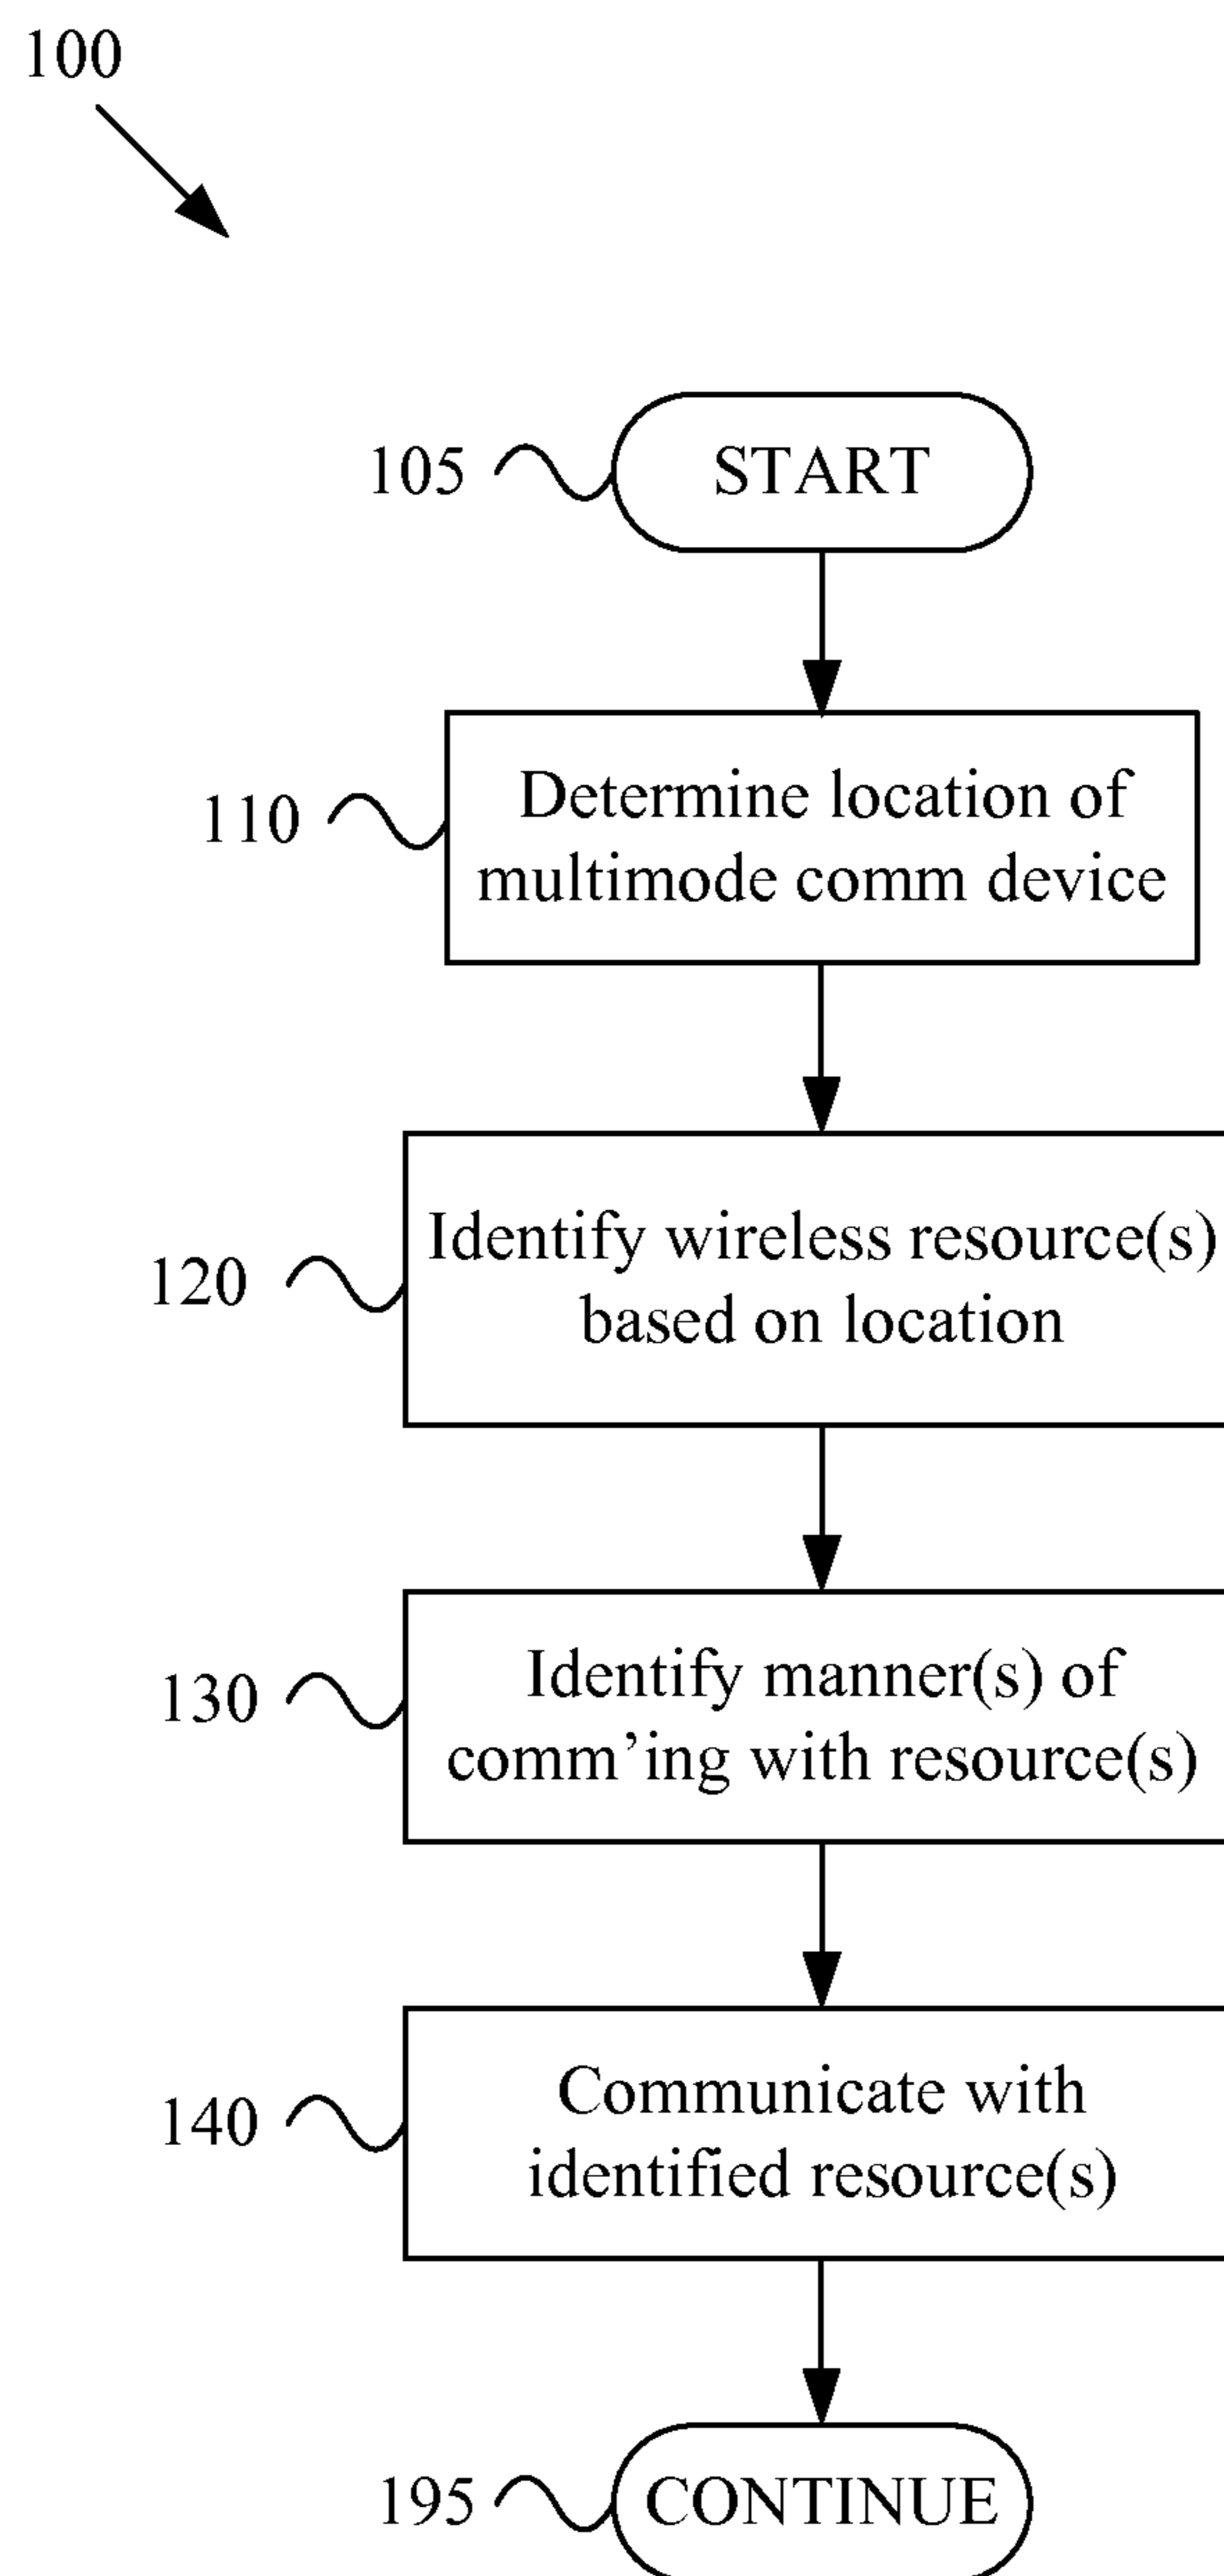 100
105
START
110
Determine location of
multimode comm device
120
Identify wireless resource(s)
based on location
130
Identify manner(s) of
comm’ing with resource(s)
140
Communicate with
identified resource(s)
195
CONTINUE